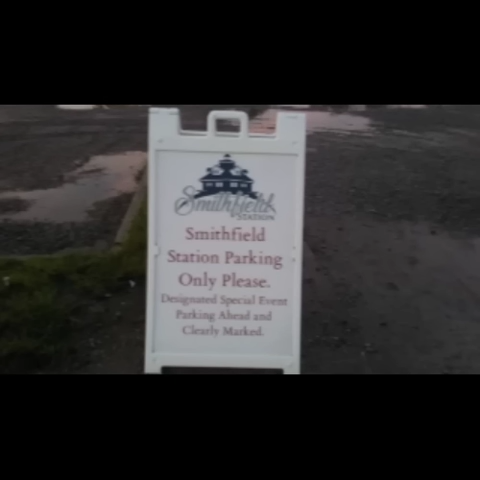 Smithfield
STATION
Smithfield
Station Parking
Only Please.
Designated Special Event
Parking Ahead and
Clearly Marked.